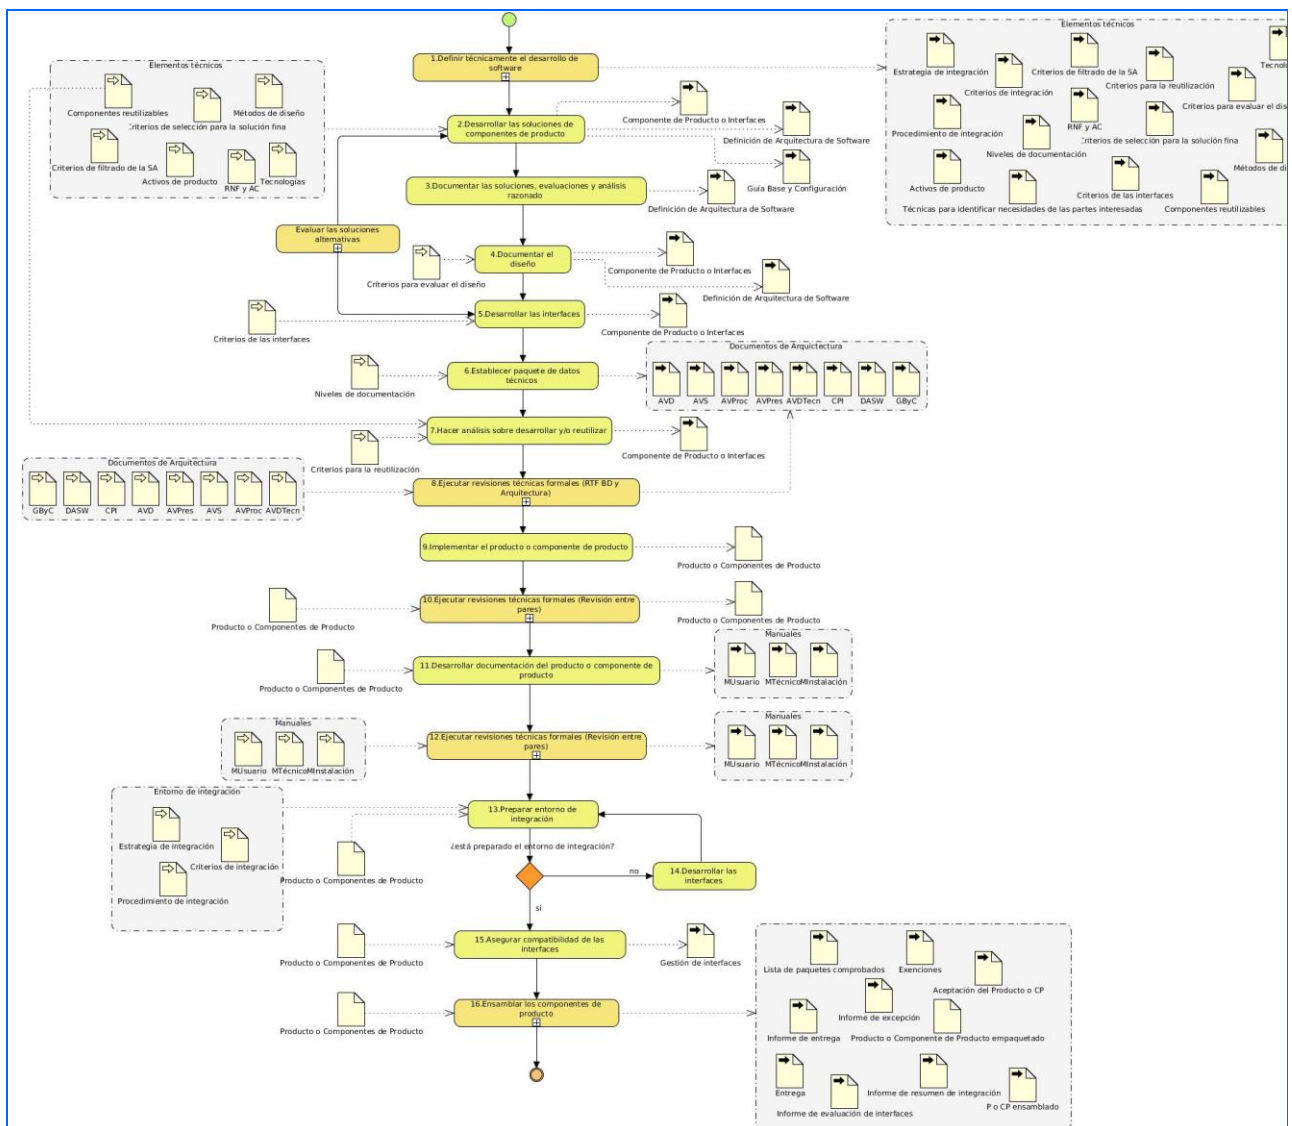 Elementos técnicos
Estrategia de integración
Criterios de integración
Criterios de filtrado de la SA
Criterios para la reutilización
Criterios para evaluar el
Procedimiento de integración
Niveles de documentación
RNF y AC
Criterios de selección para la solución fina
Métodos de
Activos de producto
Técnicas para identificar necesidades de las partes interesadas
Criterios de las interfaces
Componentes reutilizables
1.Definir técnicamente el desarrollo de
software
Elementos técnicos
Componentes reutilizables
Métodos de diseño
Criterios de selección para la solución fina
Criterios de filtrado de la SA
Activos de producto
RNF y AC
Tecnologías
2.Desarrollar las soluciones de
componentes de producto
Componente de Producto o Interfaces
Definición de Arquitectura de Software
Guía Base y Configuración
3.Documentar las soluciones, evaluaciones y análisis
razonado
Definición de Arquitectura de Software
Evaluar las soluciones
alternativas
4.Documentar el
diseño
Criterios para evaluar el diseño
Componente de Producto o Interfaces
Definición de Arquitectura de Software
5.Desarrollar las interfaces
Criterios de las interfaces
Componente de Producto o Interfaces
6.Establecer paquete de datos
técnicos
Niveles de documentación
Documentos de Arquictectura
AVD
AVS
AVProc
AVPres
AVDTecn
CPI
DASW
GByC
7.Hacer análisis sobre desarrollar y/o reutilizar
Criterios para la reutilización
Componente de Producto o Interfaces
Documentos de Arquitectura
GByC
DASW
CPI
AVD
AVPres
AVS
AVProc
AVDTecn
8.Ejecutar revisiones técnicas formales (RTF BD y
Arquitectura)
9.Implementar el producto o componente de producto
Producto o Componentes de Producto
10.Ejecutar revisiones técnicas formales (Revisión entre
pares)
Producto o Componentes de Producto
Producto o Componentes de Producto
11.Desarrollar documentación del producto o componente de
producto
Producto o Componentes de Producto
Manuales
MUsuario
MTécnico
MInstalación
12.Ejecutar revisiones técnicas formales (Revisión entre
pares)
Manuales
MUsuario
MTécnico
MInstalación
Manuales
MUsuario
MTécnico
MInstalación
Entorno de integración
Estrategia de integración
Criterios de integración
Procedimiento de integración
13.Preparar entorno de
integración
Producto o Componentes de Producto
¿está preparado el entorno de integración?
no
14.Desarrollar las
interfaces
si
15.Asegurar compatibilidad de las
interfaces
Producto o Componentes de Producto
Gestión de interfaces
16.Ensamblar los componentes de
producto
Producto o Componentes de Producto
Lista de paquetes comprobados
Exenciones
Aceptación del Producto o CP
Informe de excepción
Informe de entrega
Producto o Componente de Producto empaquetado
Entrega
Informe de resumen de integración
P o CP ensamblado
Informe de evaluación de interfaces